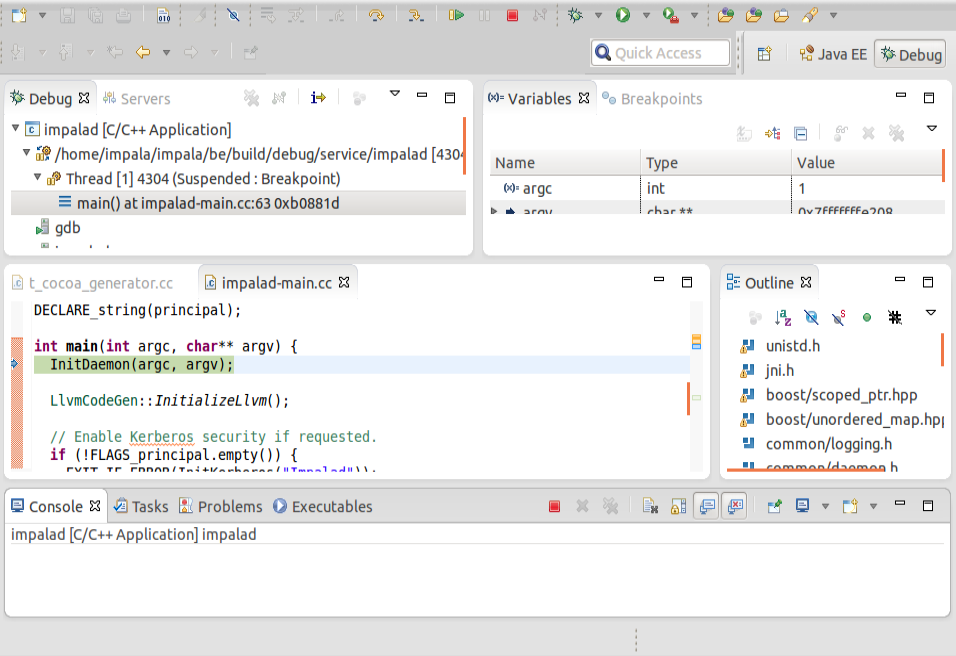 Quick Access
Java EE
Debug
Debug
Servers
impalad [C/C++ Application]
/home/impala/impala/be/build/debug/service/impalad [4304
Thread [1] 4304 (Suspended : Breakpoint)
main() at impalad-main.cc:63 0xb0881d
gdb
(x)= Variables
Breakpoints
Name Type Value
(x)= argc int 1
argv char ** 0x7fffffffe208
t_cocoa_generator.cc
impalad-main.cc
DECLARE_string(principal);
int main(int argc, char** argv) {
InitDaemon(argc, argv);
LlvmCodeGen::InitializeLlvm();
// Enable Kerberos security if requested.
if (!FLAGS_principal.empty()) {
EXIT_IF_ERROR(InitKerberos("Impalad"));
Outline
unistd.h
jni.h
boost/scoped_ptr.hpp
boost/unordered_map.hpp
common/logging.h
common/daemon.h
Console
Tasks
Problems
Executables
impalad [C/C++ Application] impalad